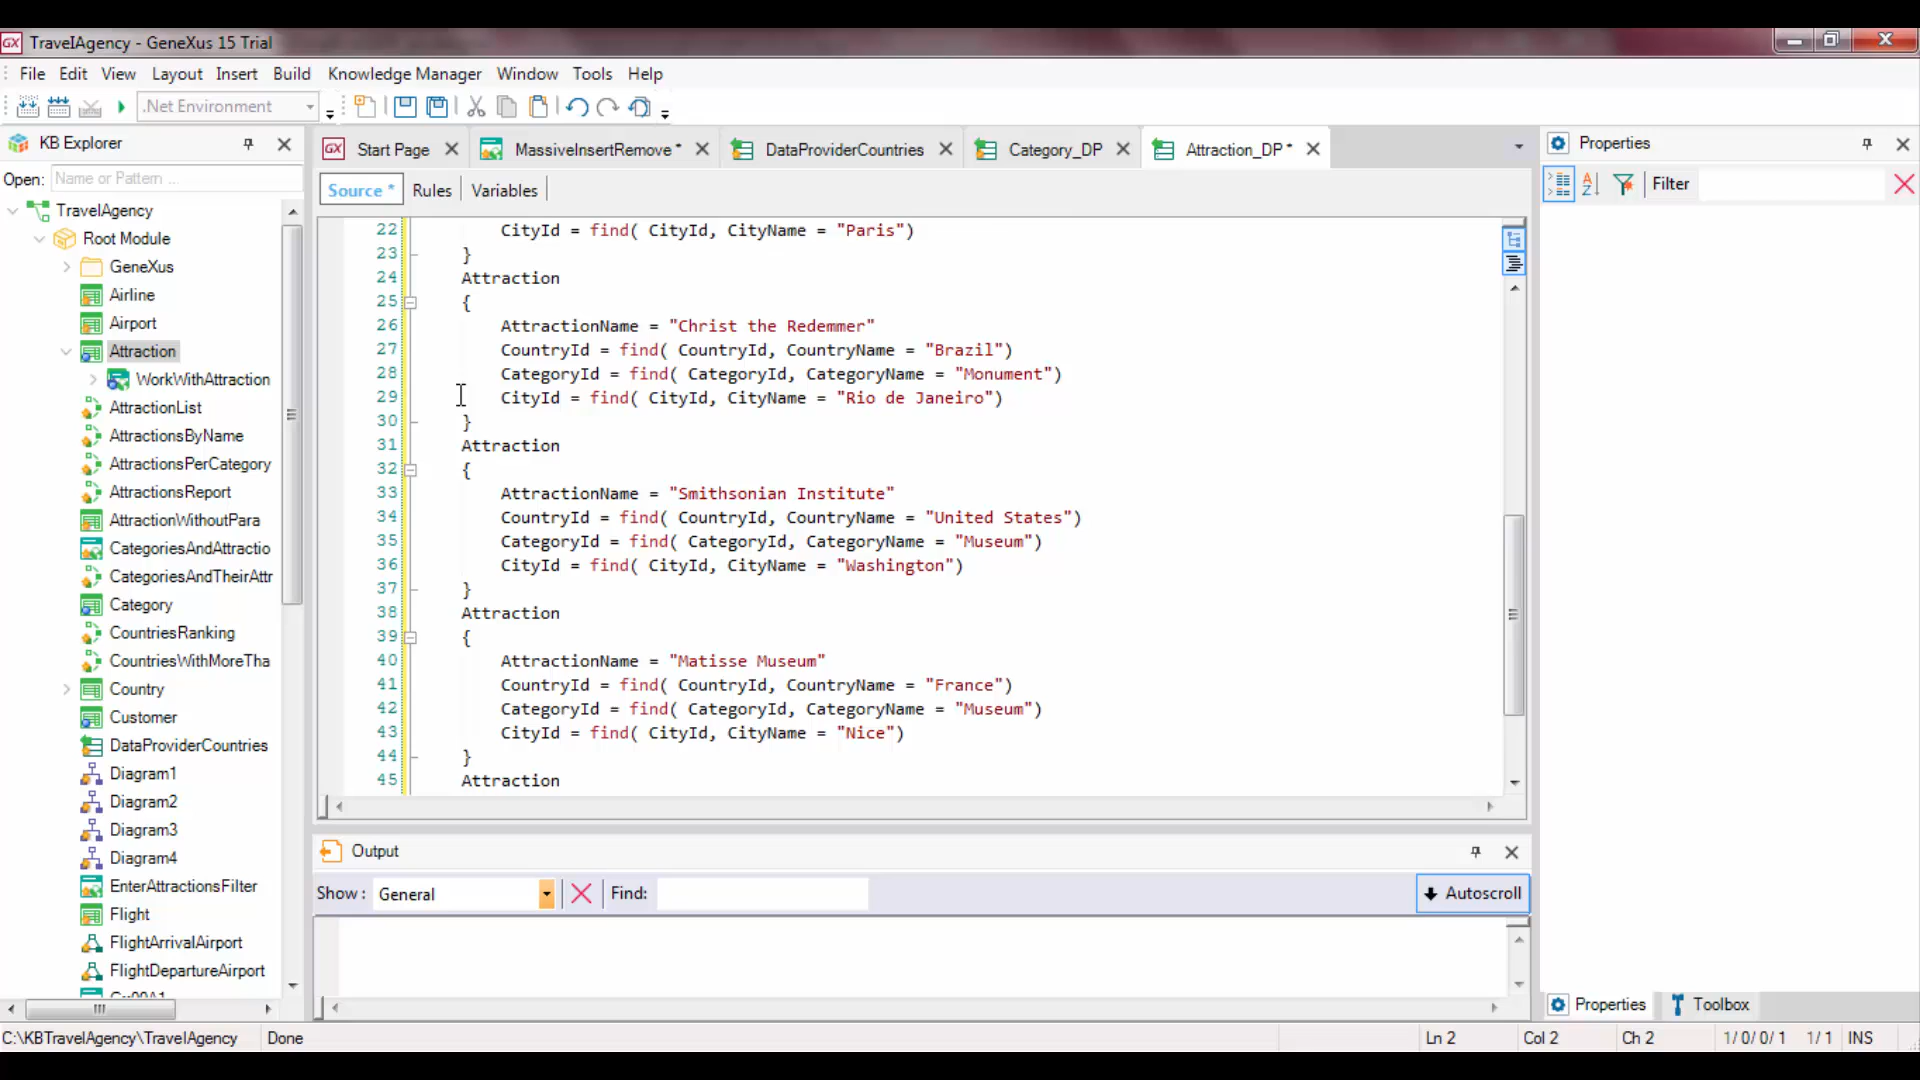 TravelAgency - GeneXus 15 Trial
File Edit View Layout Insert Build Knowledge Manager Window Tools Help
.Net Environment
KB Explorer
Open: Name or Pattern ...
TravelAgency
Root Module
GeneXus
Airline
Airport
Attraction
WorkWithAttraction
AttractionList
AttractionsByName
AttractionsPerCategory
AttractionsReport
AttractionWithoutPara
CategoriesAndAttractio
CategoriesAndTheirAttr
Category
CountriesRanking
CountriesWithMoreTha
Country
Customer
DataProviderCountries
Diagram1
Diagram2
Diagram3
Diagram4
EnterAttractionsFilter
Flight
FlightArrivalAirport
FlightDepartureAirport
Start Page MassiveInsertRemove * DataProviderCountries Category_DP Attraction_DP *
Source * Rules Variables
22 CityId = find( CityId, CityName = "Paris")
23 }
24 Attraction
25 {
26 AttractionName = "Christ the Redemmer"
27 CountryId = find( CountryId, CountryName = "Brazil")
28 CategoryId = find( CategoryId, CategoryName = "Monument")
29 CityId = find( CityId, CityName = "Rio de Janeiro")
30 }
31 Attraction
32 {
33 AttractionName = "Smithsonian Institute"
34 CountryId = find( CountryId, CountryName = "United States")
35 CategoryId = find( CategoryId, CategoryName = "Museum")
36 CityId = find( CityId, CityName = "Washington")
37 }
38 Attraction
39 {
40 AttractionName = "Matisse Museum"
41 CountryId = find( CountryId, CountryName = "France")
42 CategoryId = find( CategoryId, CategoryName = "Museum")
43 CityId = find( CityId, CityName = "Nice")
44 }
45 Attraction
Output
Show : General Find: Autoscroll
Properties
Filter
Properties Toolbox
C:\KBTravelAgency\TravelAgency Done Ln 2 Col 2 Ch 2 1/0/0/1 1/1 INS